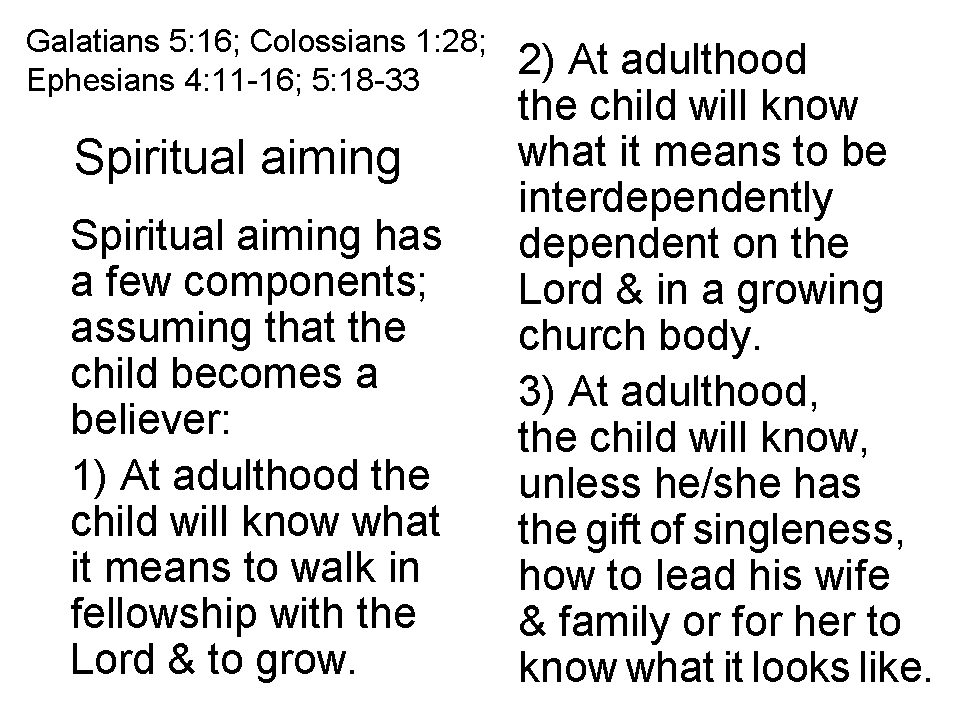 Galatians 5:16; Colossians 1:28;
Ephesians 4:11-16; 5:18-33
Spiritual aiming
Spiritual aiming has
a few components;
assuming that the
child becomes a
believer:
1) At adulthood the
child will know what
it means to walk in
fellowship with the
Lord & to grow.
2) At adulthood
the child will know
what it means to be
interdependently
dependent on the
Lord & in a growing
church body.
3) At adulthood,
the child will know,
unless he/she has
the gift of singleness,
how to lead his wife
& family or for her to
know what it looks like.